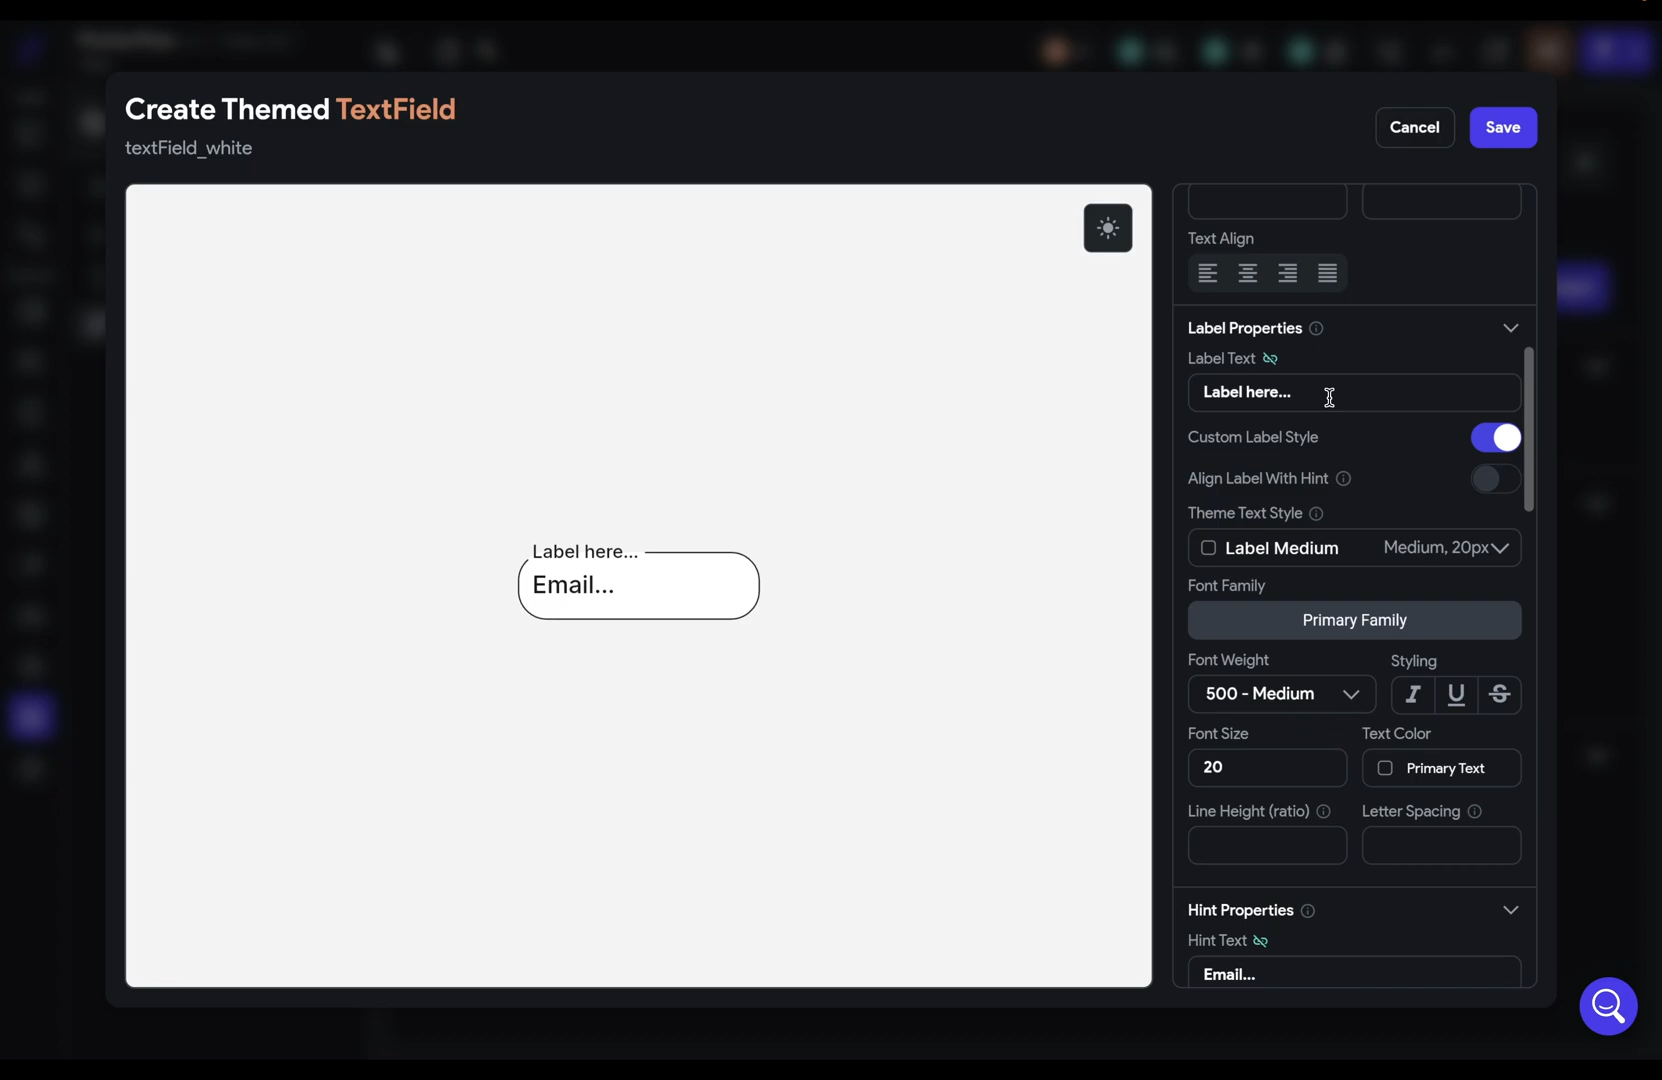 Create Themed TextField
textField_white
Cancel
Save
Label here...
Email...
Text Align
Label Properties
Label Text
Label here...
Custom Label Style
Align Label With Hint
Theme Text Style
Label Medium Medium, 20px
Font Family
Primary Family
Font Weight Styling
500 - Medium
Font Size Text Color
20 Primary Text
Line Height (ratio) Letter Spacing
Hint Properties
Hint Text
Email...